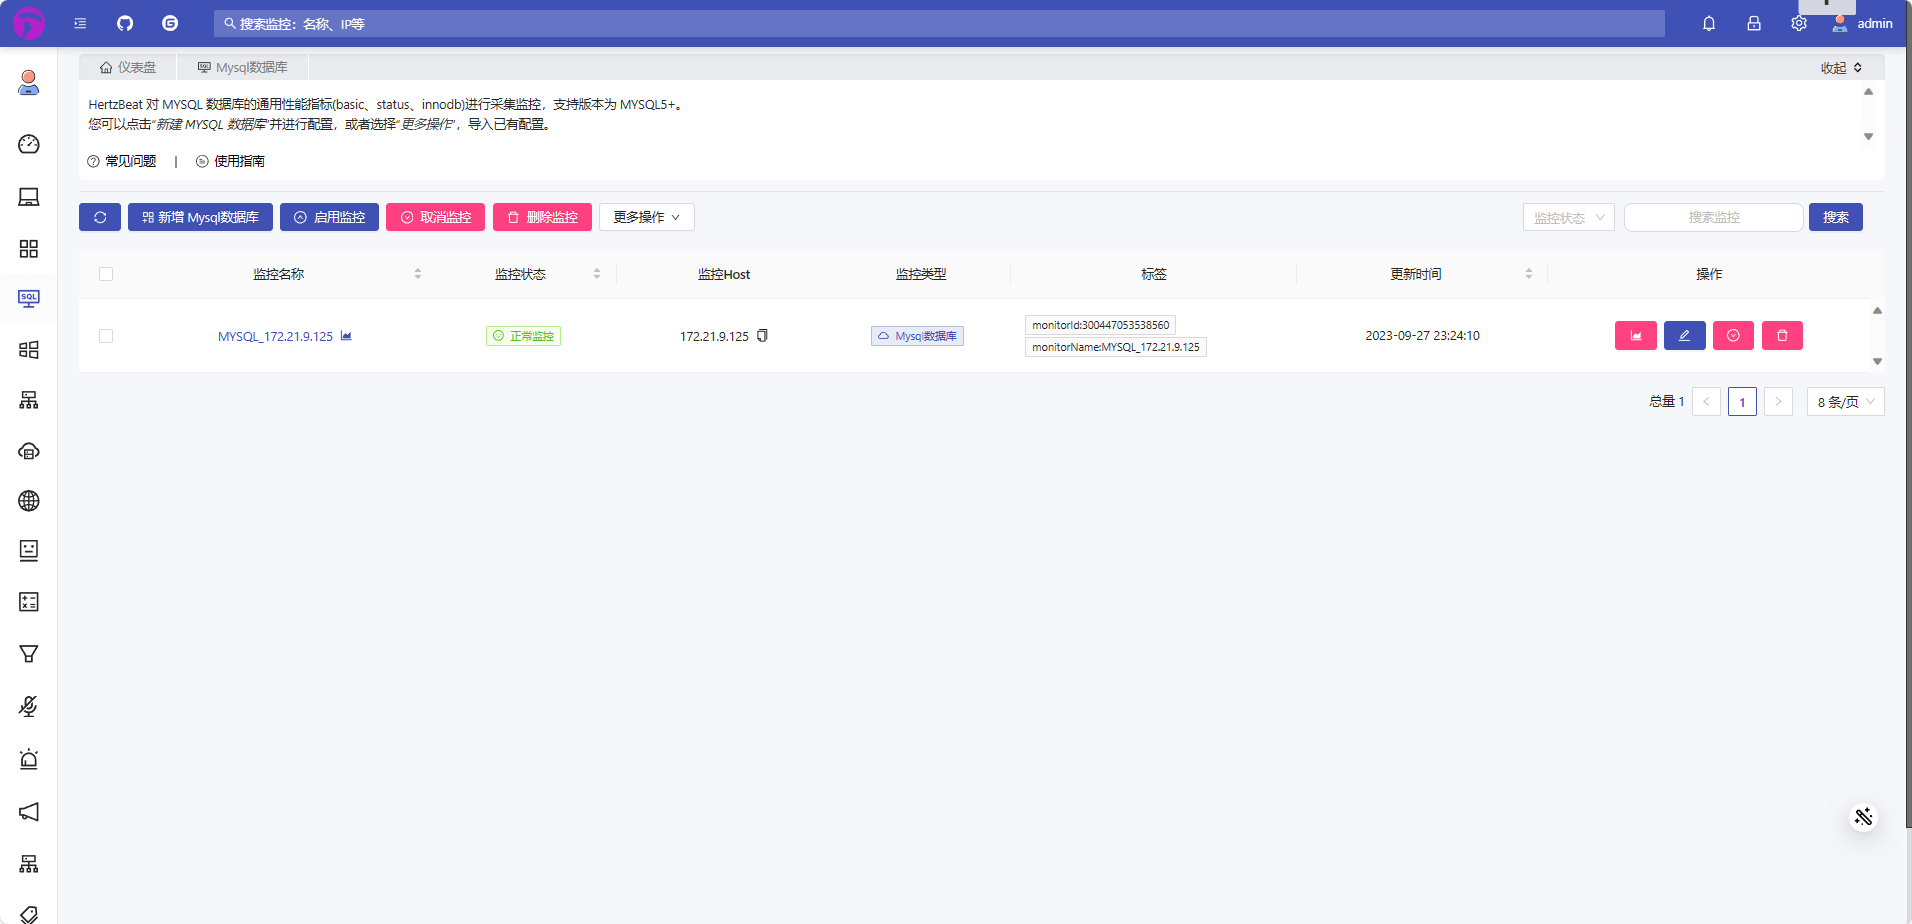 搜索监控：名称、IP等
admin
仪表盘
Mysql数据库
收起
HertzBeat 对 MYSQL 数据库的通用性能指标(basic、status、innodb)进行采集监控，支持版本为 MYSQL5+。
您可以点击“新建 MYSQL 数据库”并进行配置，或者选择“更多操作”，导入已有配置。
常见问题 | 使用指南
新增 Mysql数据库
启用监控
取消监控
删除监控
更多操作
监控状态
搜索监控
搜索
监控名称
监控状态
监控Host
监控类型
标签
更新时间
操作
SQL
MYSQL_172.21.9.125
正常监控
172.21.9.125
Mysql数据库
monitorId:300447053538560
monitorName:MYSQL_172.21.9.125
2023-09-27 23:24:10
总量 1
1
8 条/页